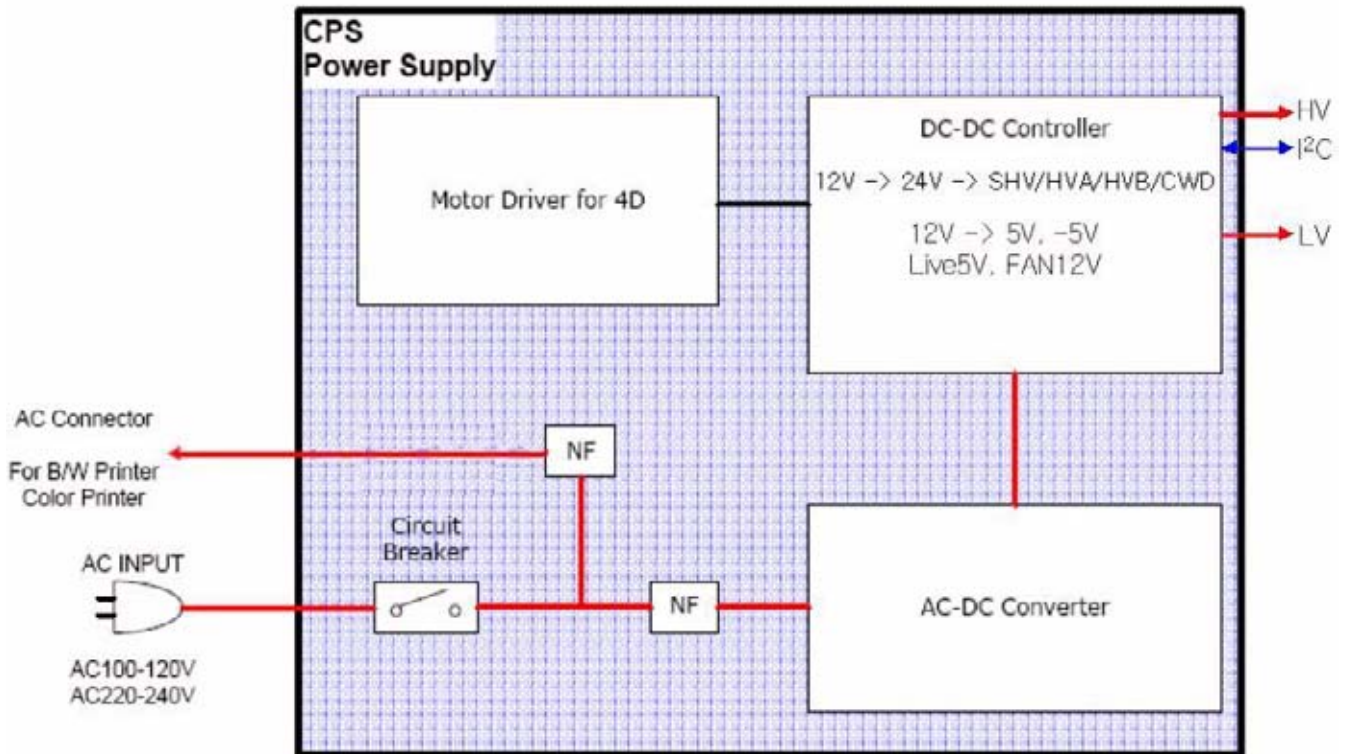 CPS
Power Supply
Motor Driver for 4D
DC-DC Controller
12V -> 24V -> SHV/HVA/HVB/CWD
12V -> 5V, -5V
Live5V, FAN12V
HV
I²C
LV
AC Connector
For B/W Printer
Color Printer
NF
Circuit
Breaker
AC INPUT
NF
AC-DC Converter
AC100-120V
AC220-240V